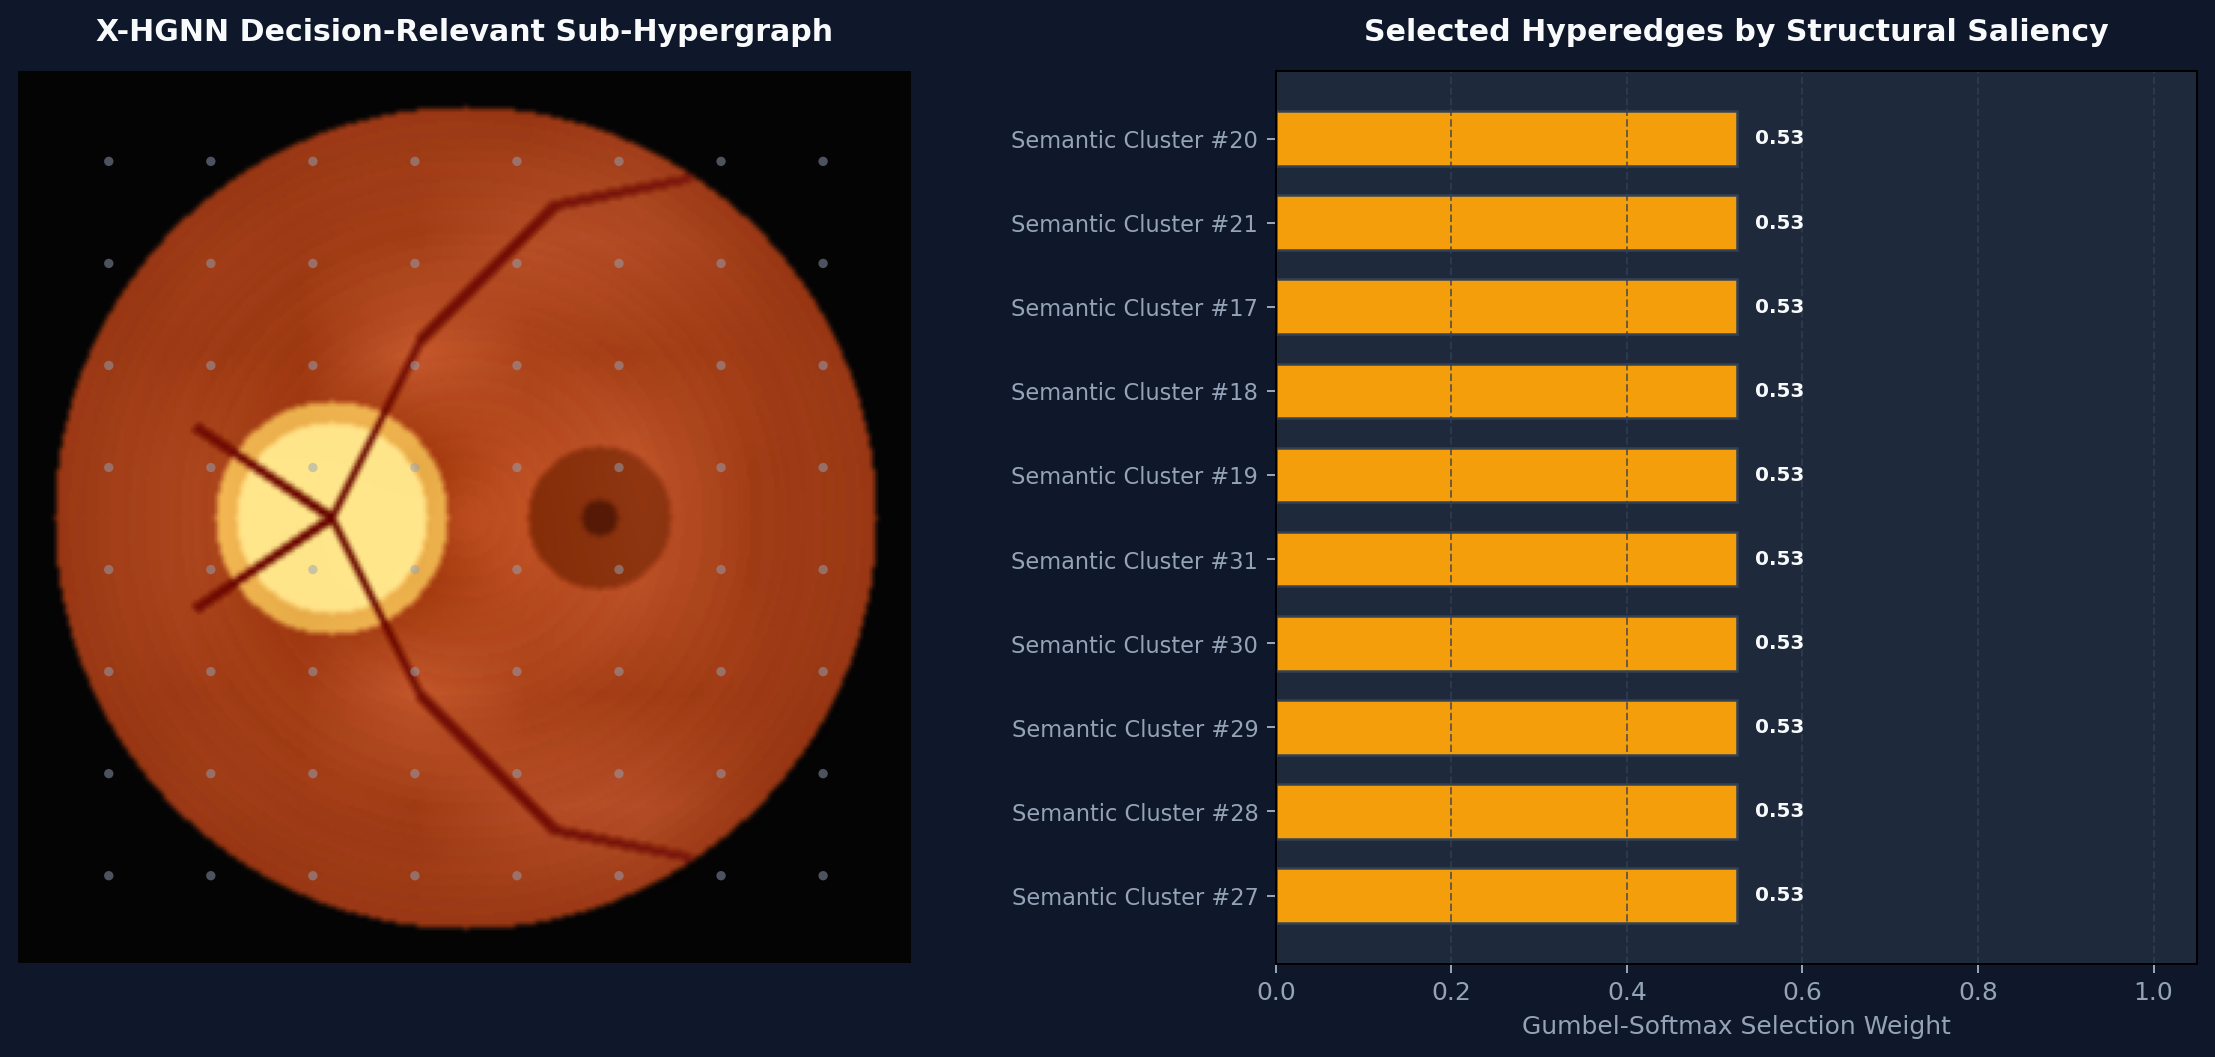 X-HGNN Decision-Relevant Sub-Hypergraph
Selected Hyperedges by Structural Saliency
Semantic Cluster #20
0.53
Semantic Cluster #21
0.53
Semantic Cluster #17
0.53
Semantic Cluster #18
0.53
Semantic Cluster #19
0.53
Semantic Cluster #31
0.53
Semantic Cluster #30
0.53
Semantic Cluster #29
0.53
Semantic Cluster #28
0.53
Semantic Cluster #27
0.53
0.0 0.2 0.4 0.6 0.8 1.0
Gumbel-Softmax Selection Weight